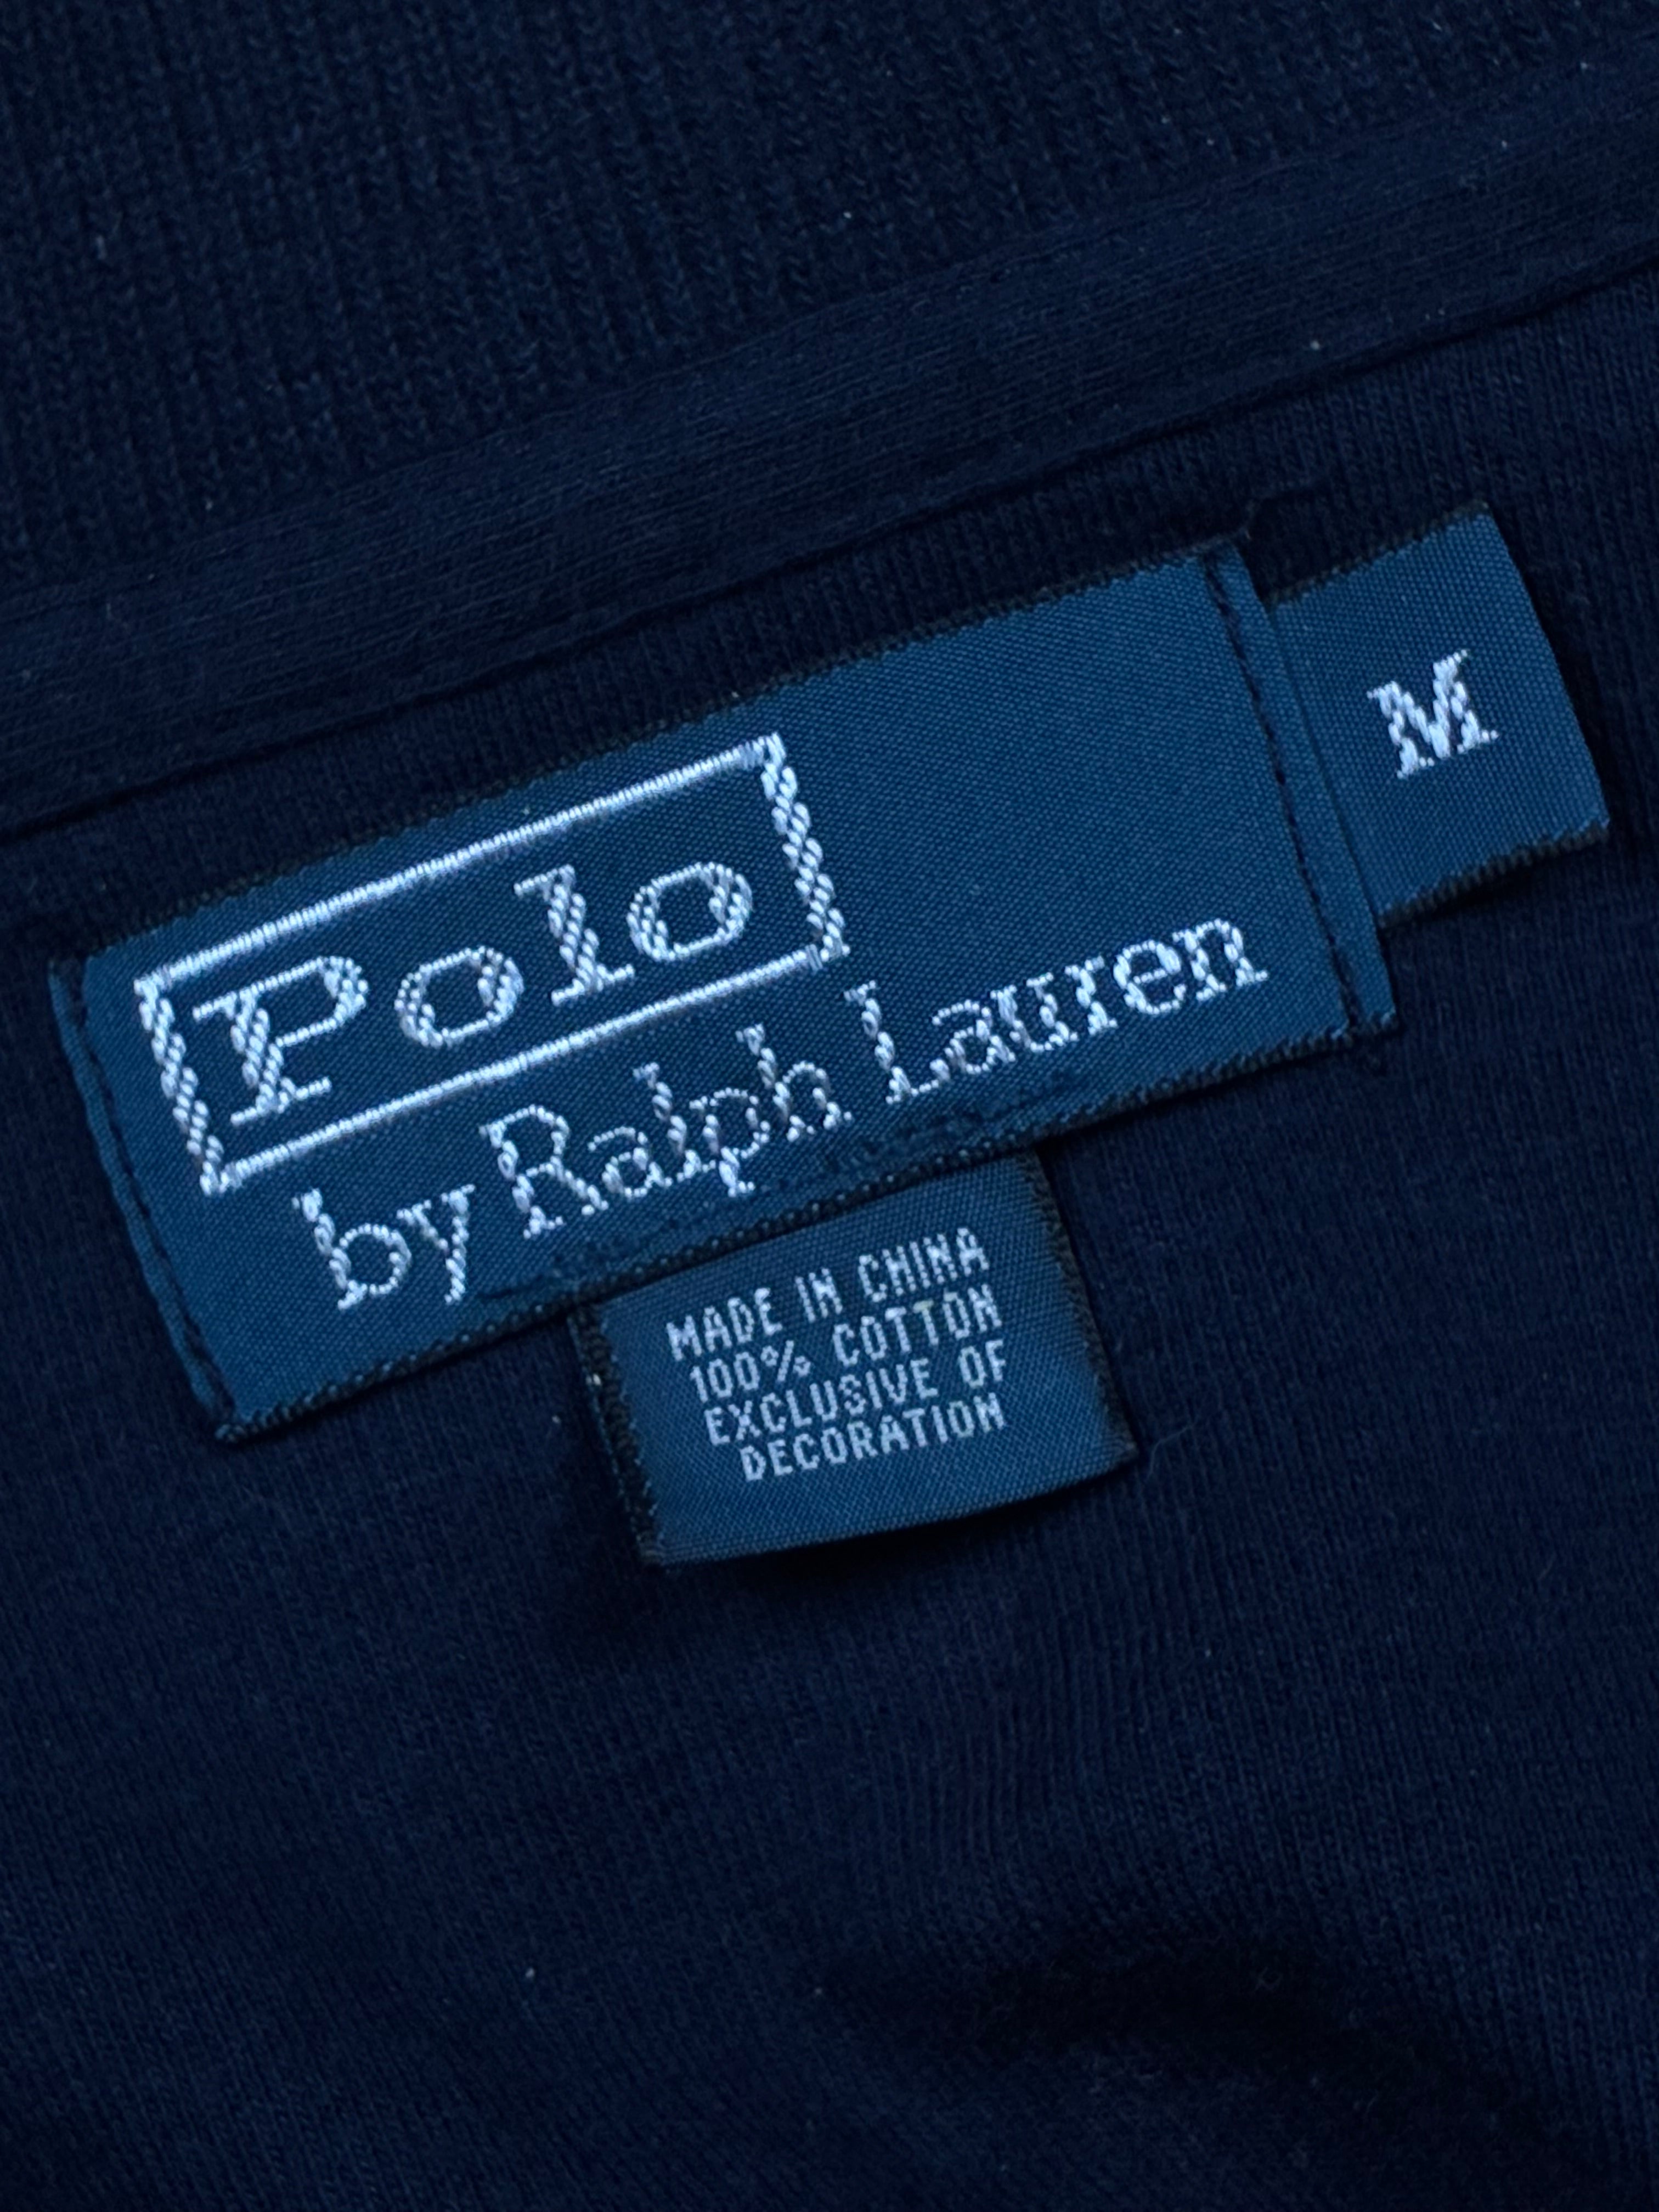 Polo
by Ralph Lauren
M
MADE IN CHINA
100% COTTON
EXCLUSIVE OF
DECORATION